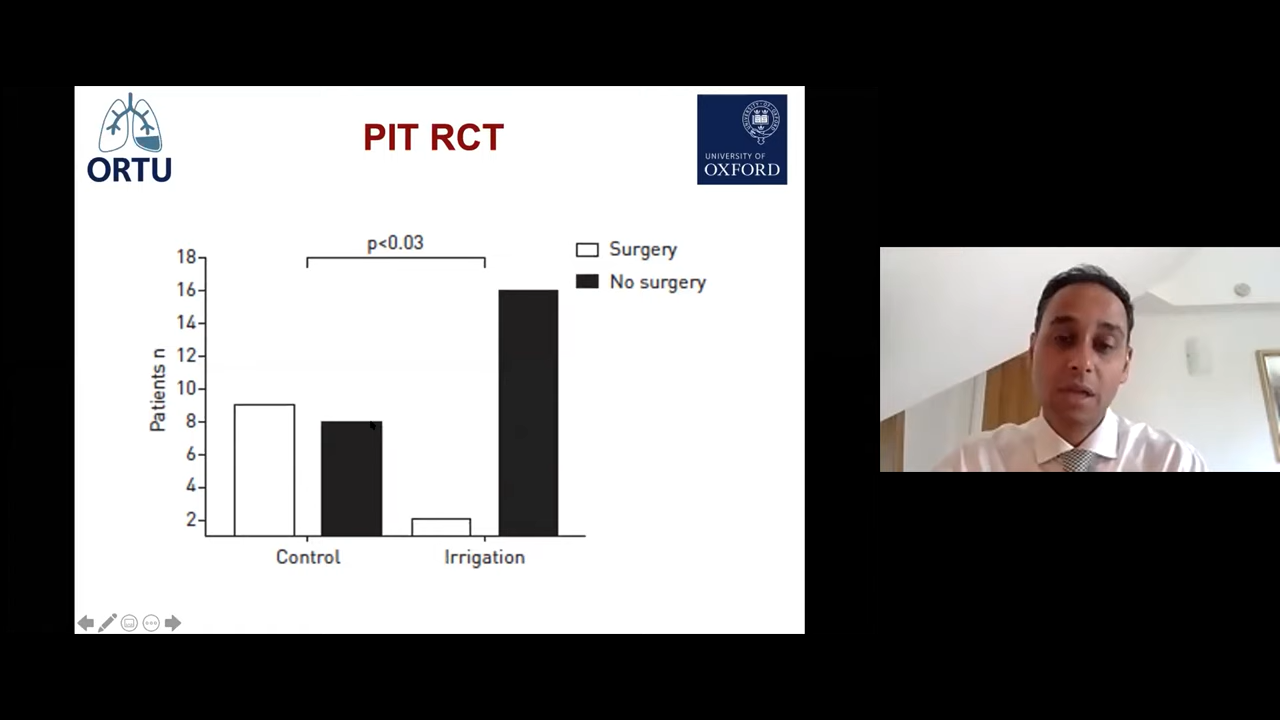 ORTU
PIT RCT
UNIVERSITY OF
OXFORD
p<0.03
Surgery
No surgery
18
16
14
12
10
8
6
4
2
Patients n
Control
Irrigation